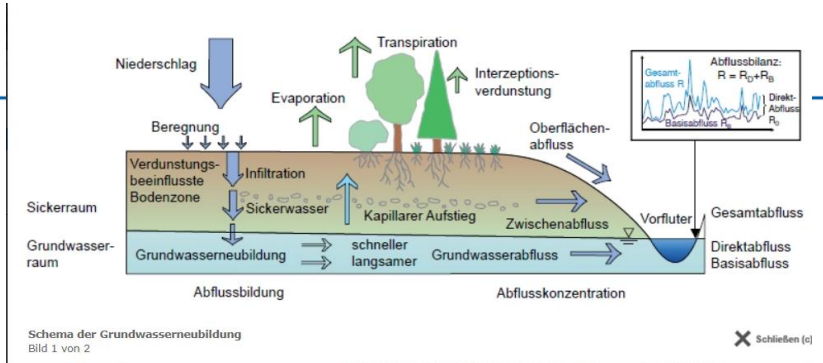 Niederschlag
Transpiration
Interzeptions-
verdunstung
Evaporation
Beregnung
Abflussbilanz:
R = RD+RB
Gesamt-
abfluss R
Direkt-
Abfluss
RD
Basisabfluss RB
Oberflächen-
abfluss
Verdunstungs-
beeinflusste
Bodenzone
Infiltration
Sickerraum
Sickerwasser
Kapillarer Aufstieg
Zwischenabfluss
Vorfluter
Gesamtabfluss
Grundwasser-
raum
Grundwasserneubildung
schneller
langsamer
Grundwasserabfluss
Direktabfluss
Basisabfluss
Abflussbildung
Abflusskonzentration
Schema der Grundwasserneubildung
Bild 1 von 2
Schließen (c)